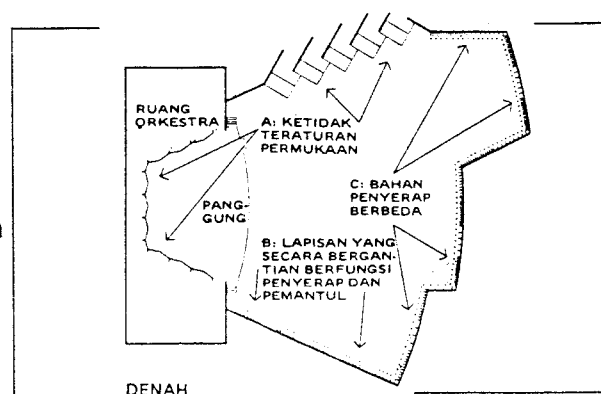 RUANG
ORKESTRA
A: KETIDAK
TERATURAN
PERMUKAAN
PANG-
GUNG
C: BAHAN
PENYERAP
BERBEDA
B: LAPISAN YANG
SECARA BERGAN-
TIAN BERFUNGSI
PENYERAP DAN
PEMANTUL
DENAH